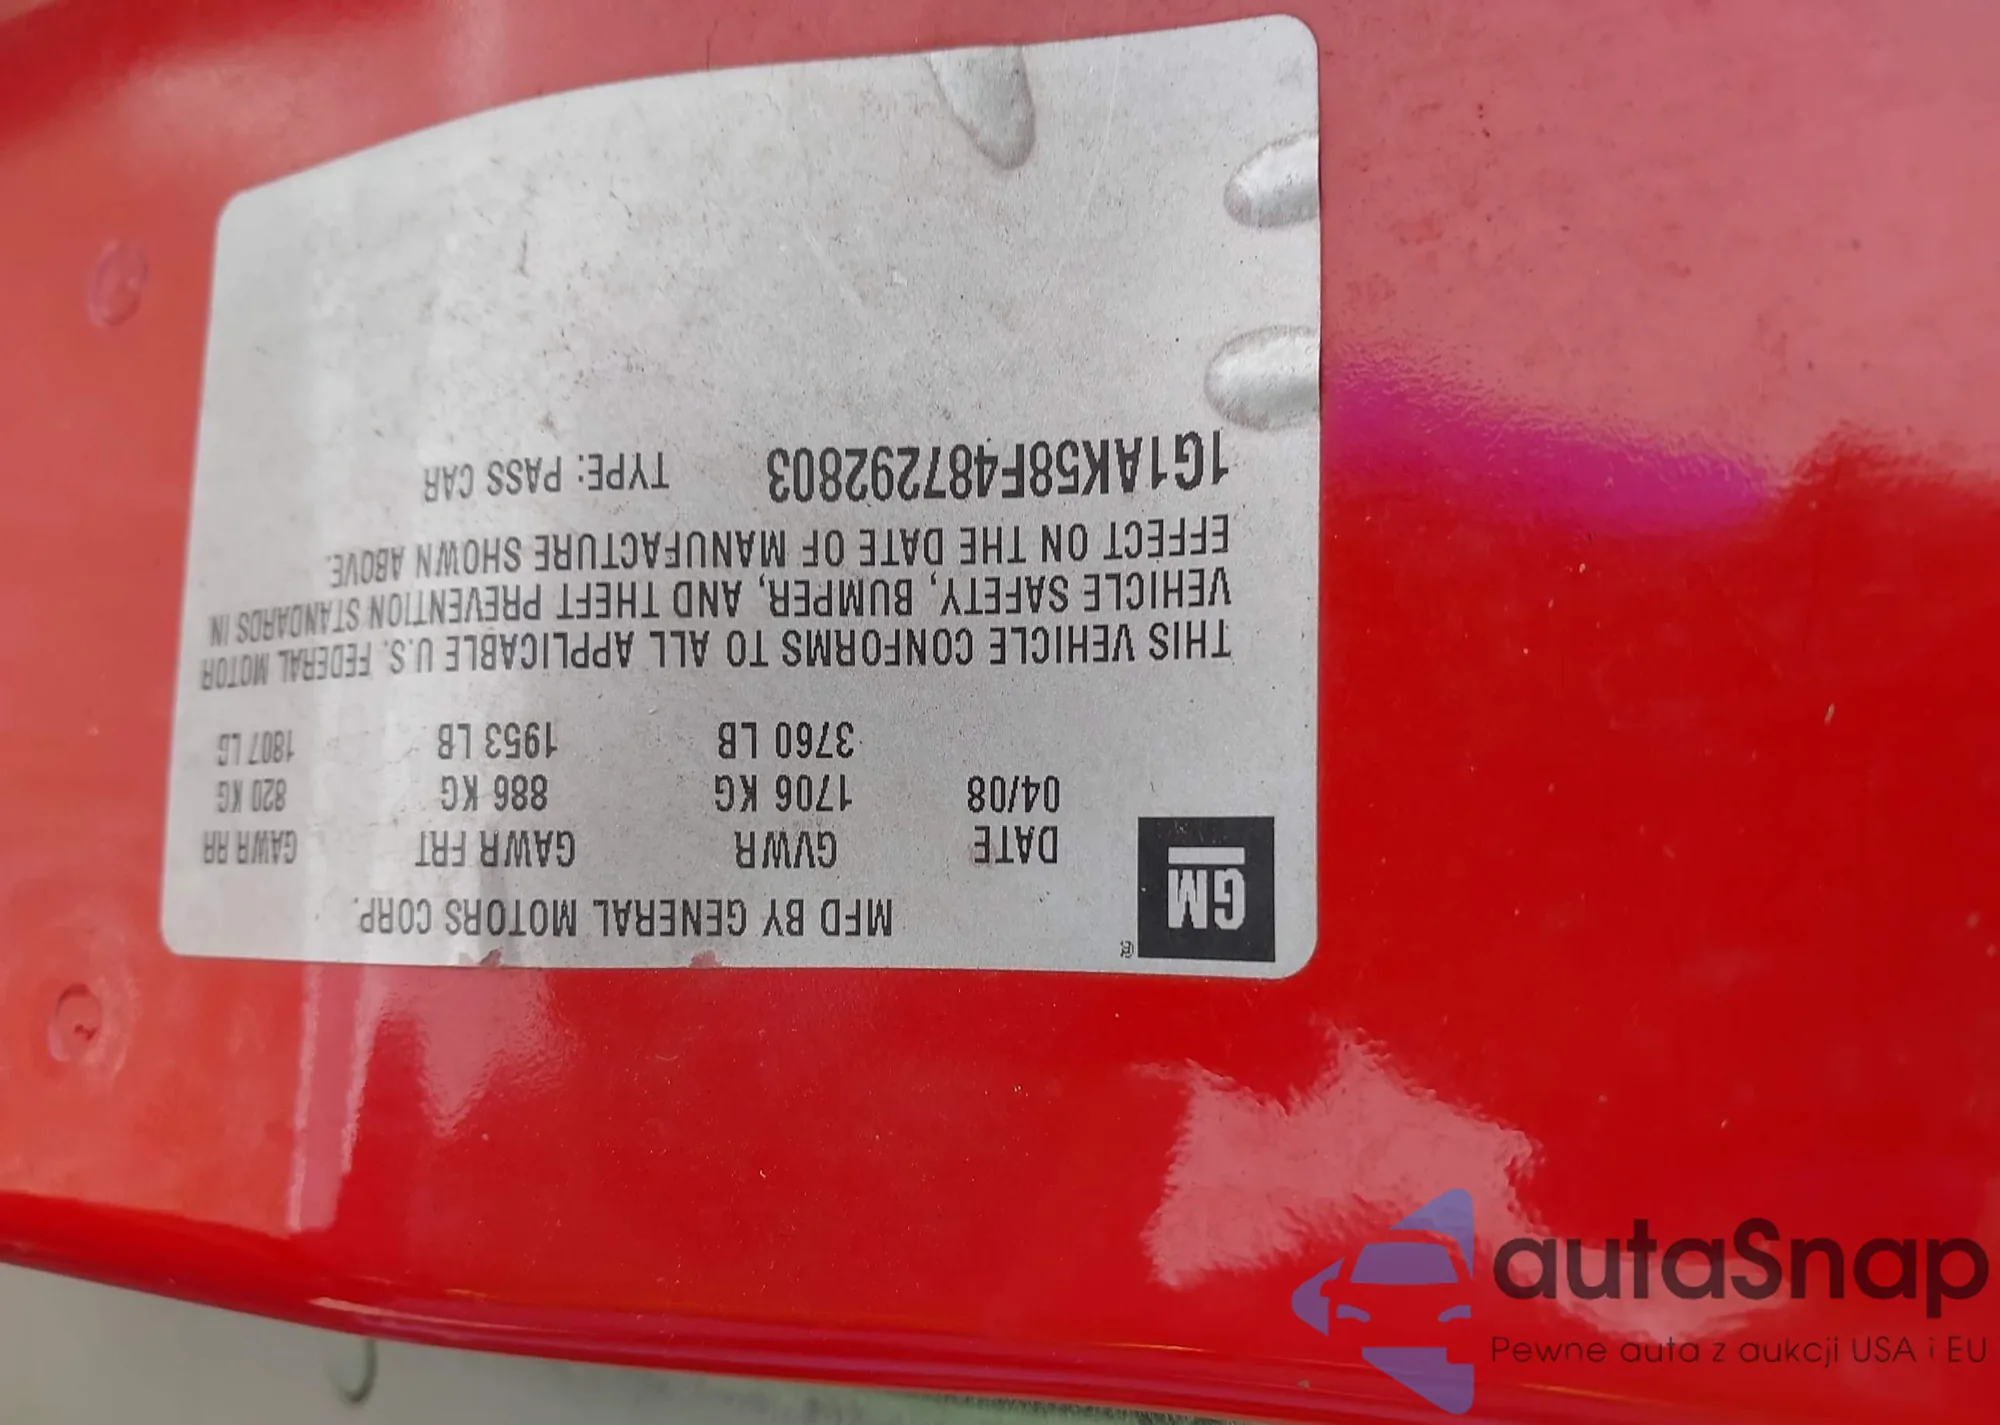 GM
®
MFD BY GENERAL MOTORS CORP.
DATE GVWR GAWR FRT GAWR RR
04/08 1706 KG 886 KG 820 KG
3760 LB 1953 LB 1807 LG
THIS VEHICLE CONFORMS TO ALL APPLICABLE U.S. FEDERAL MOTOR
VEHICLE SAFETY, BUMPER, AND THEFT PREVENTION STANDARDS IN
EFFECT ON THE DATE OF MANUFACTURE SHOWN ABOVE.
1G1AK58F487292803 TYPE: PASS CAR
autaSnap
Pewne auta z aukcji USA i EU